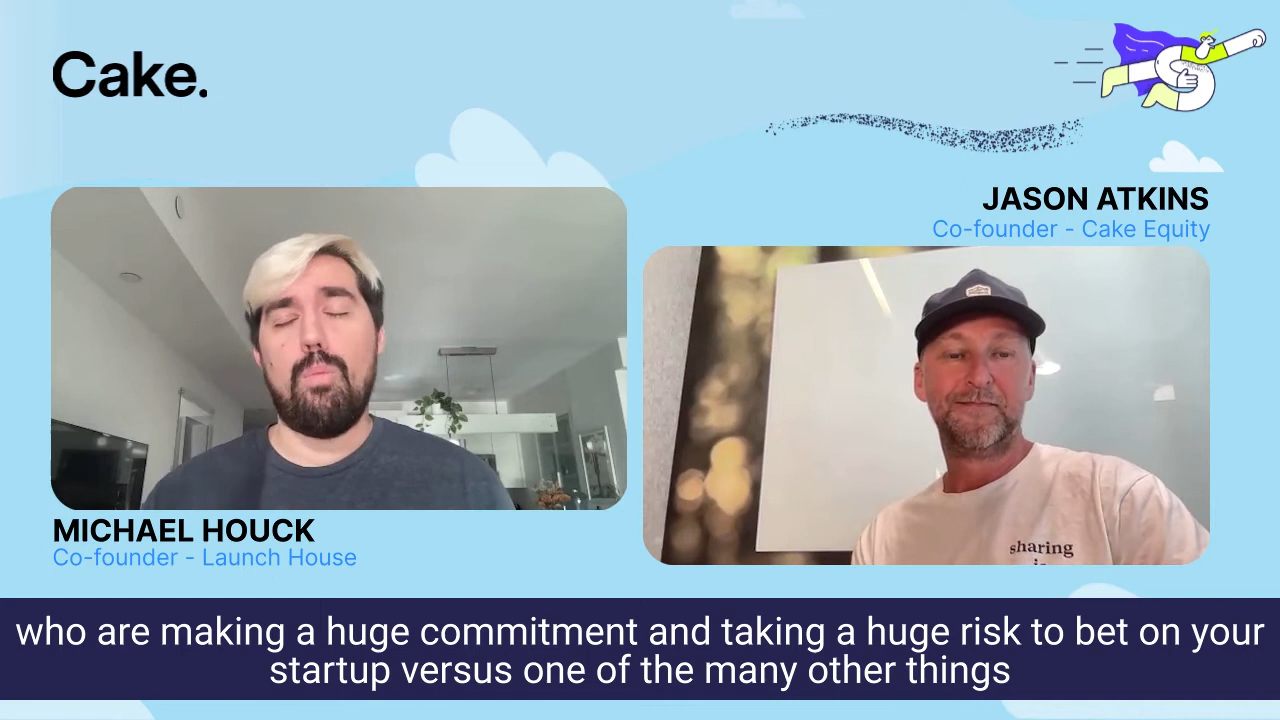 Cake.
JASON ATKINS
Co-founder - Cake Equity
MICHAEL HOUCK
Co-founder - Launch House
sharing
who are making a huge commitment and taking a huge risk to bet on your
startup versus one of the many other things